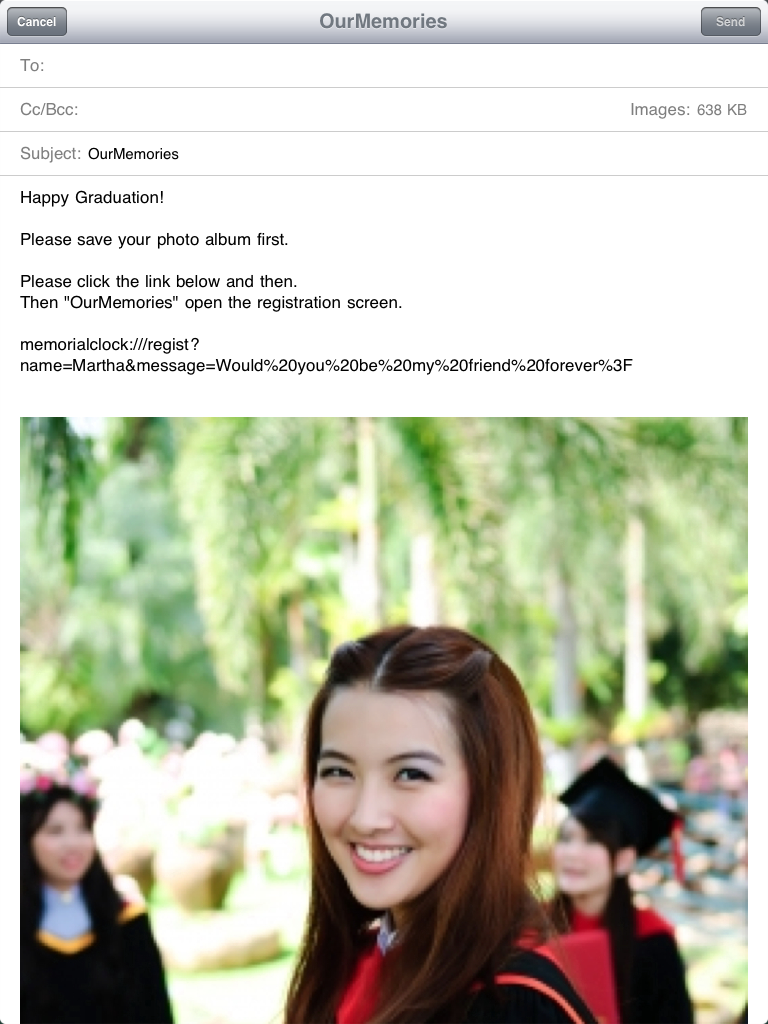 Cancel OurMemories Send
To:
Cc/Bcc: Images: 638 KB
Subject: OurMemories
Happy Graduation!
Please save your photo album first.
Please click the link below and then.
Then "OurMemories" open the registration screen.
memorialclock:///regist?
name=Martha&message=Would%20you%20be%20my%20friend%20forever%3F